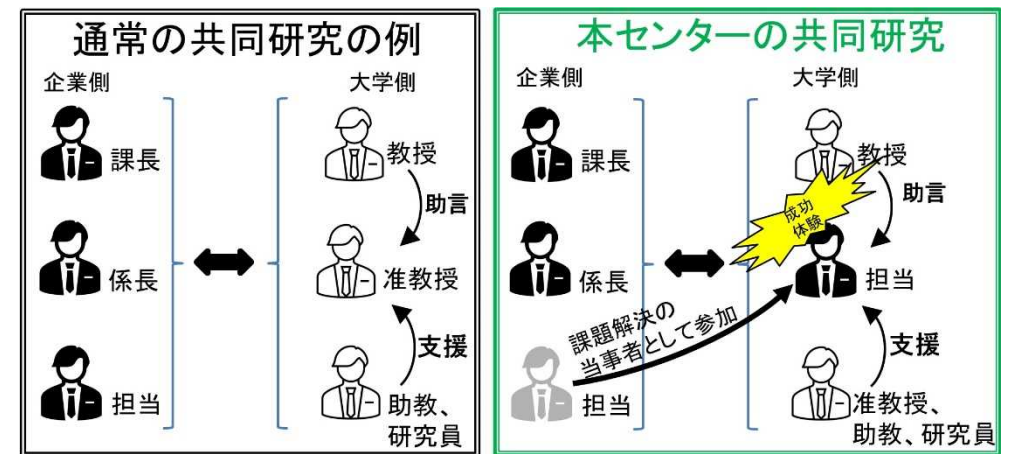 通常の共同研究の例
企業側
大学側
課長
教授
助言
係長
准教授
支援
担当
助教、
研究員
本センターの共同研究
企業側
大学側
課長
教授
助言
成功
体験
係長
担当
課題解決の
当事者として参加
支援
担当
准教授、
助教、研究員